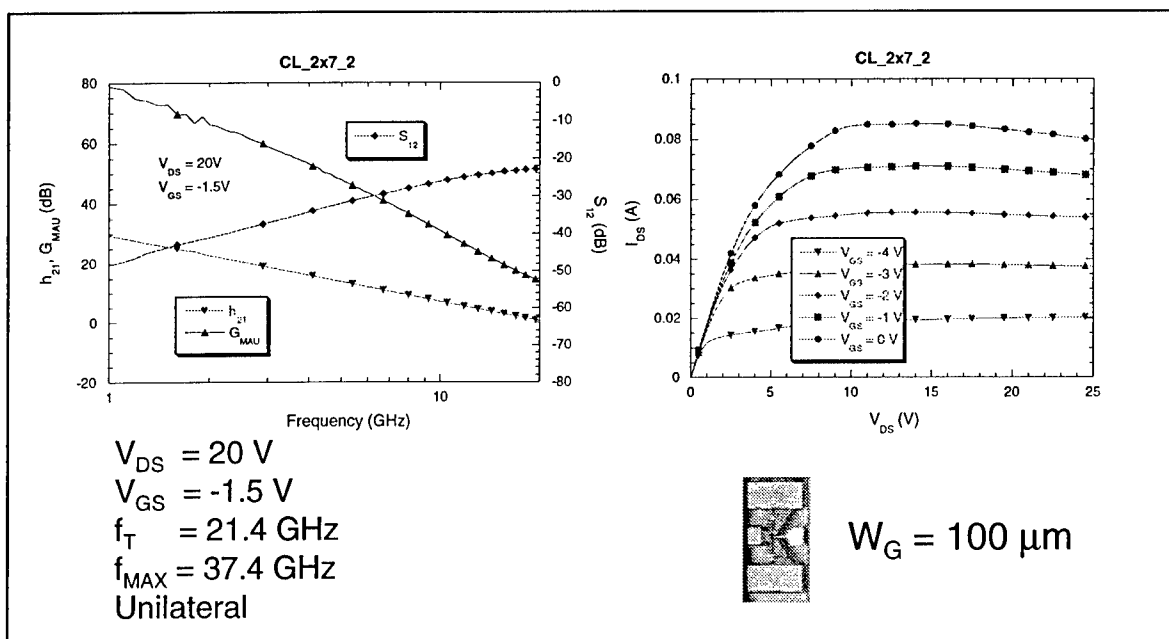 CL_2x7_2
80
60
40
20
0
-20
h21, GMAU (dB)
VDS = 20V
VGS = -1.5V
S12
h21
GMAU
0
-10
-20
-30
-40
-50
-60
-70
-80
S12 (dB)
1
10
Frequency (GHz)
CL_2x7_2
0.1
0.08
0.06
0.04
0.02
0
IDS (A)
VGS = -4 V
VGS = -3 V
VGS = -2 V
VGS = -1 V
VGS = 0 V
0
5
10
15
20
25
VDS (V)
VDS = 20 V
VGS = -1.5 V
fT = 21.4 GHz
fMAX = 37.4 GHz
Unilateral
WG = 100 μm